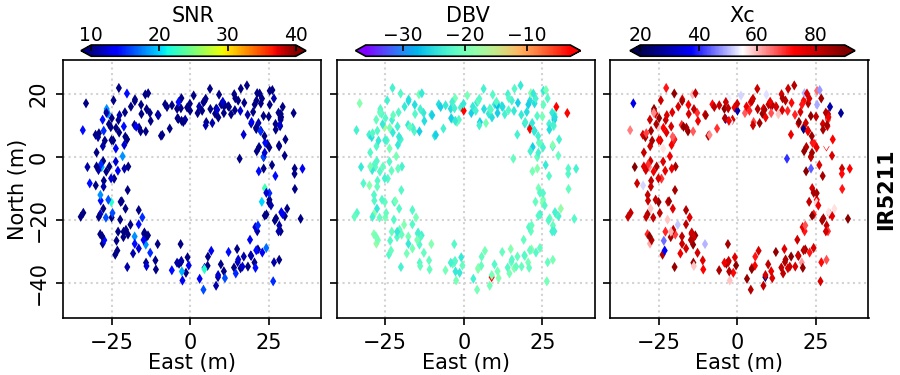 SNR DBV Xc
10 20 30 40 −30 −20 −10 20 40 60 80
20
0
−20
−40
North (m)
−25 0 25 −25 0 25 −25 0 25
East (m) East (m) East (m)
IR5211